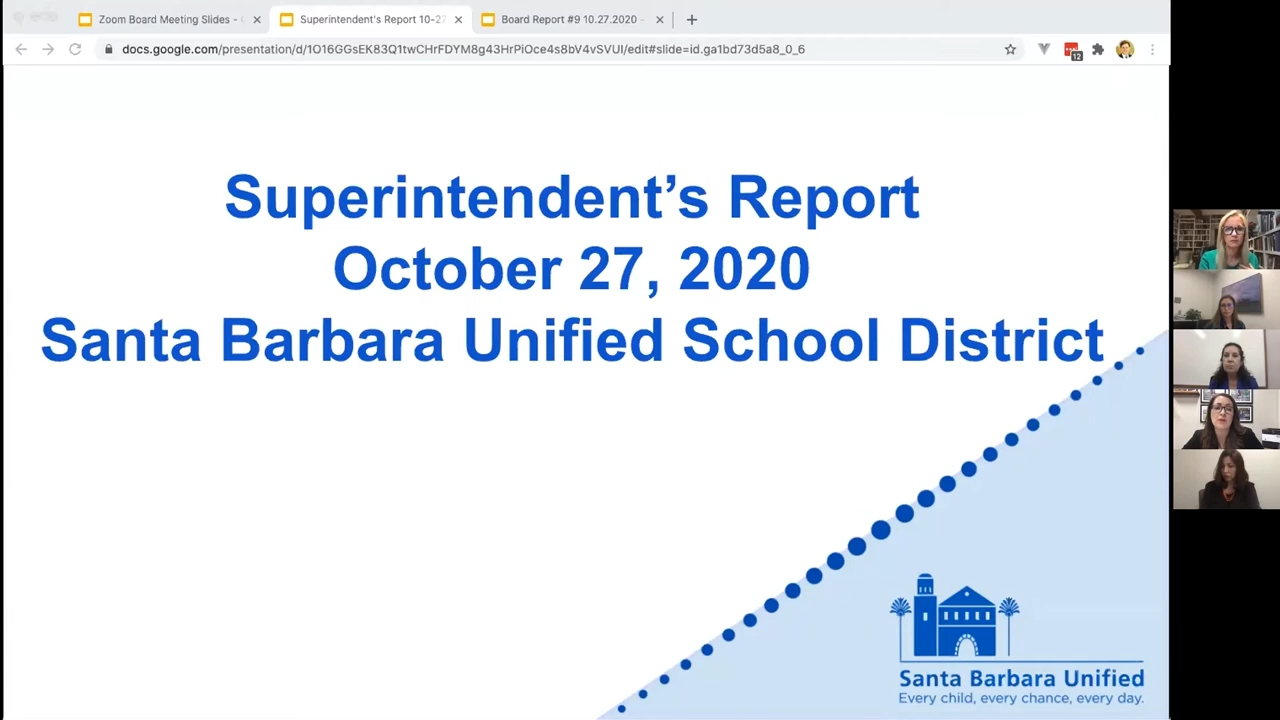 Zoom Board Meeting Slides -
Superintendent's Report 10-27
Board Report #9 10.27.2020 -
docs.google.com/presentation/d/1O16GGsEK83Q1twCHrFDYM8g43HrPiOce4s8bV4vSVUI/edit#slide=id.ga1bd73d5a8_0_6
12
Superintendent’s Report
October 27, 2020
Santa Barbara Unified School District
Santa Barbara Unified
Every child, every chance, every day.